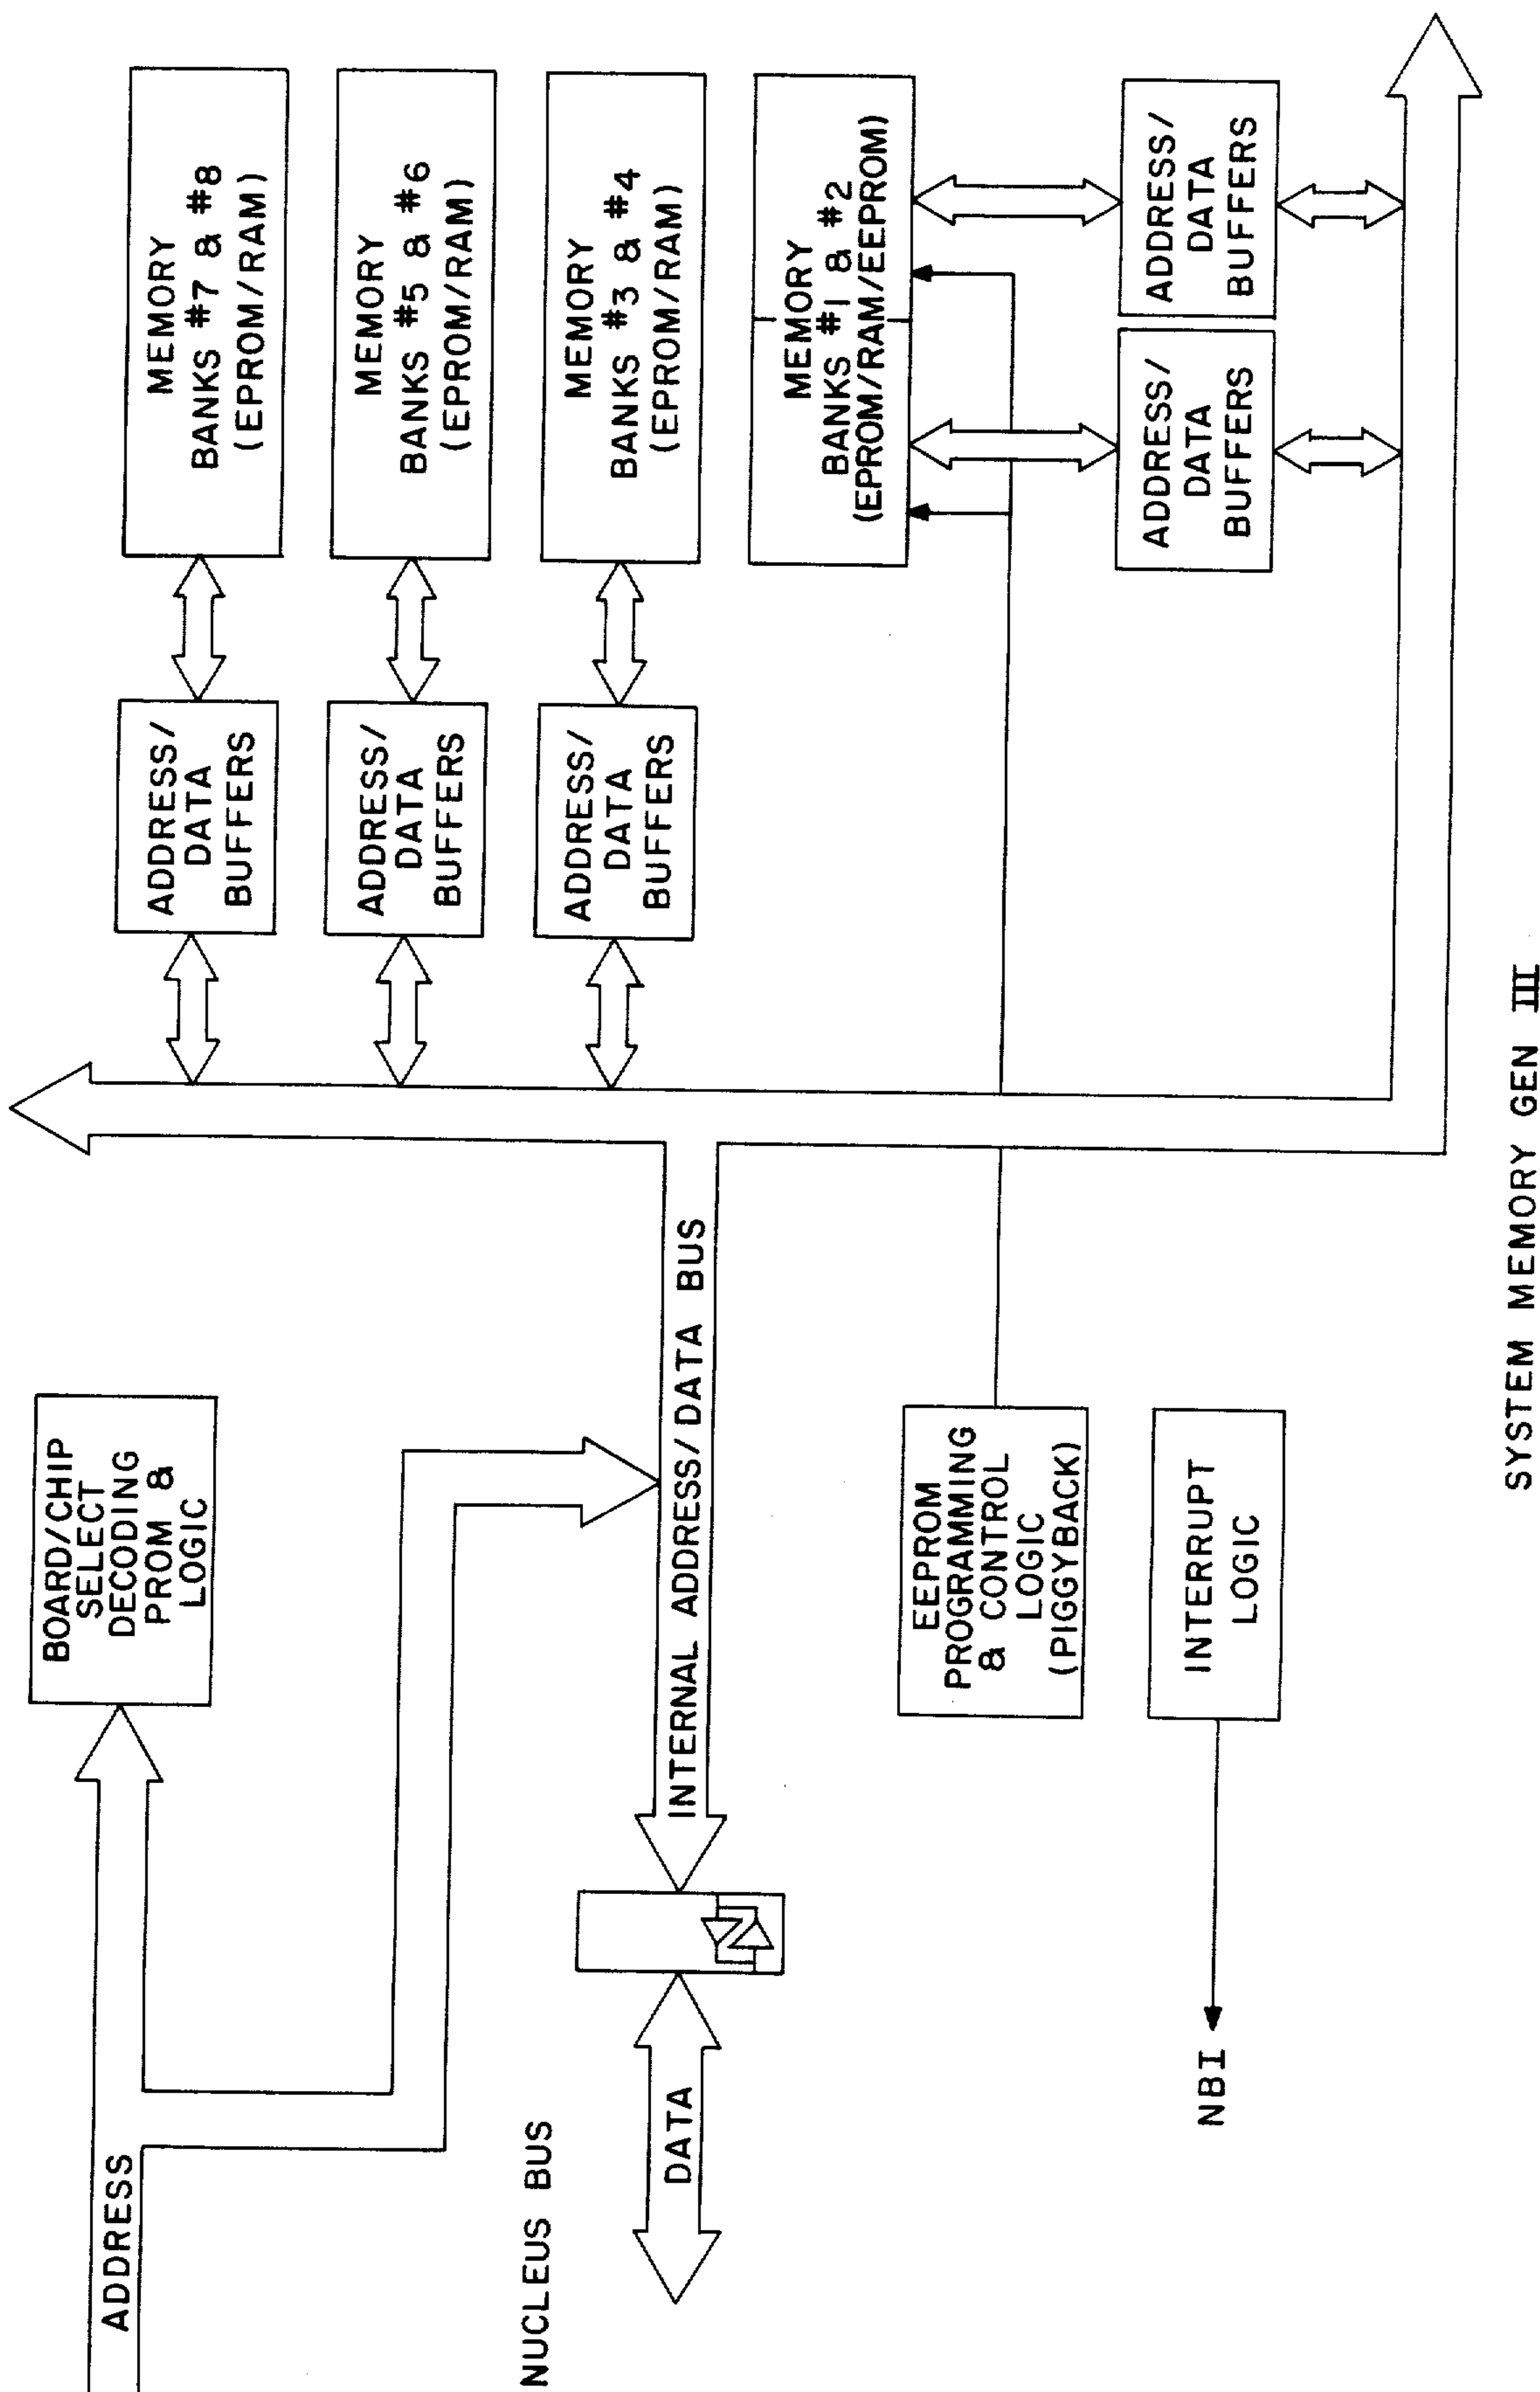 ADDRESS
BOARD/CHIP
SELECT
DECODING
PROM &
LOGIC
ADDRESS/
DATA
BUFFERS
MEMORY
BANKS #7 & #8
(EPROM/RAM)
ADDRESS/
DATA
BUFFERS
MEMORY
BANKS #5 & #6
(EPROM/RAM)
NUCLEUS BUS
DATA
INTERNAL ADDRESS/DATA BUS
ADDRESS/
DATA
BUFFERS
MEMORY
BANKS #3 & #4
(EPROM/RAM)
MEMORY
BANKS #1 & #2
(EPROM/RAM/EEPROM)
EEPROM
PROGRAMMING
& CONTROL
LOGIC
(PIGGYBACK)
NBI
INTERRUPT
LOGIC
ADDRESS/
DATA
BUFFERS
ADDRESS/
DATA
BUFFERS
SYSTEM MEMORY GEN III